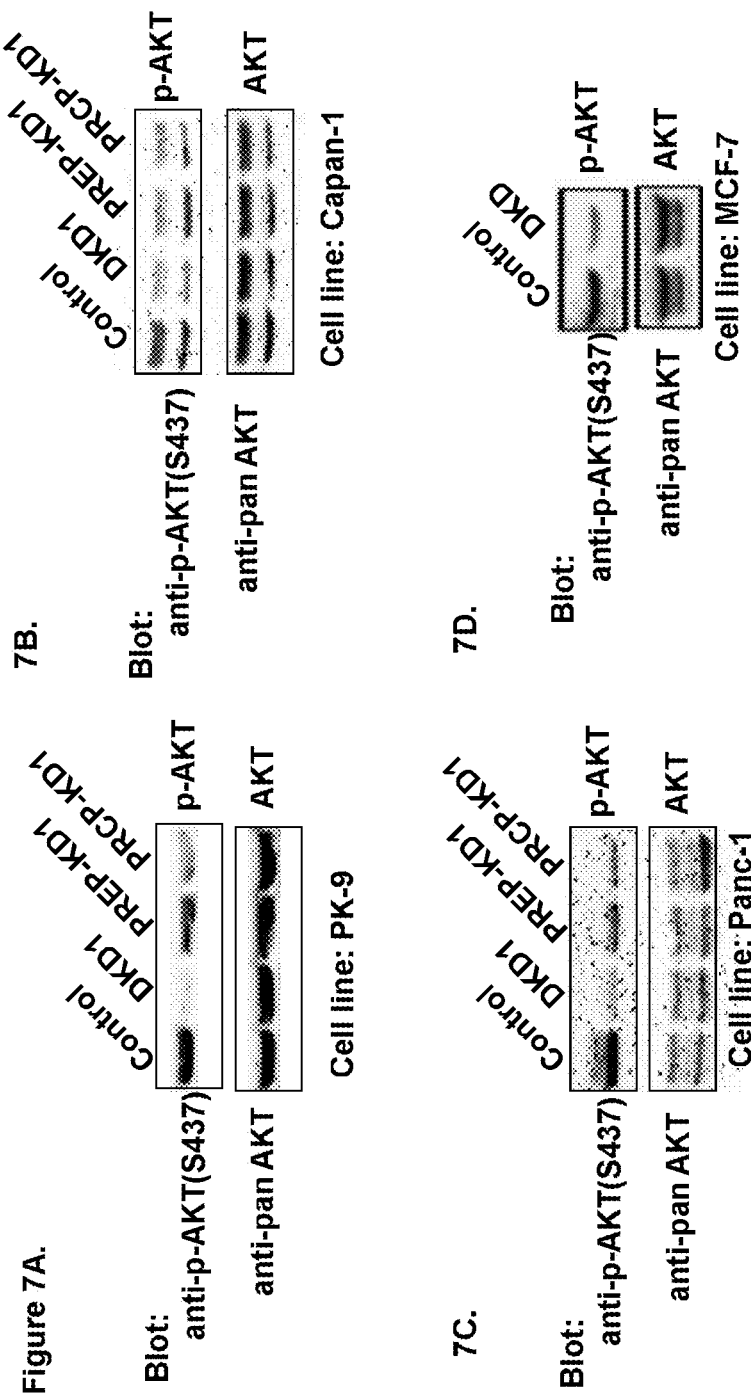 Figure 7A.
Blot:
Control DKD1 PREP-KD1 PRCP-KD1
anti-p-AKT(S437) p-AKT
anti-pan AKT AKT
Cell line: PK-9
7B.
Blot:
Control DKD1 PREP-KD1 PRCP-KD1
anti-p-AKT(S437) p-AKT
anti-pan AKT AKT
Cell line: Capan-1
7C.
Blot:
Control DKD1 PREP-KD1 PRCP-KD1
anti-p-AKT(S437) p-AKT
anti-pan AKT AKT
Cell line: Panc-1
7D.
Blot:
Control DKD
anti-p-AKT(S437) p-AKT
anti-pan AKT AKT
Cell line: MCF-7